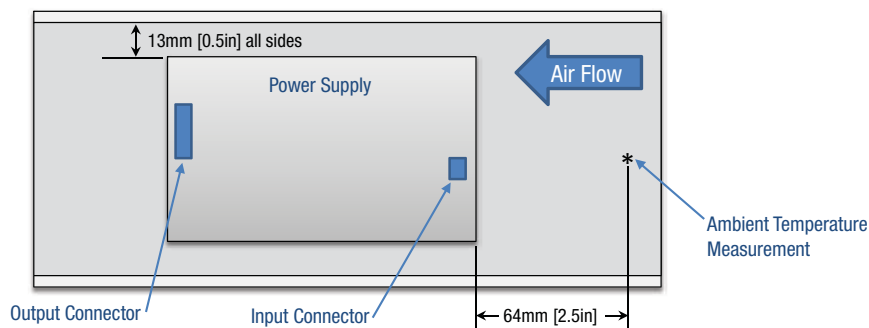 13mm [0.5in] all sides
Power Supply
Air Flow
*
Ambient Temperature
Measurement
Output Connector
Input Connector
64mm [2.5in]